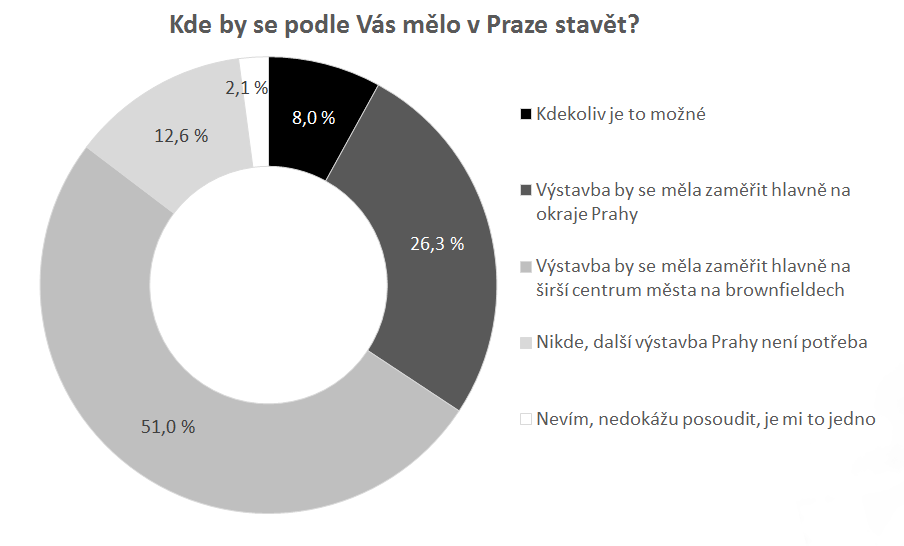 Kde by se podle Vás mělo v Praze stavět?
2,1 %
8,0 %
12,6 %
26,3 %
51,0 %
Kdekoliv je to možné
Výstavba by se měla zaměřit hlavně na
okraje Prahy
Výstavba by se měla zaměřit hlavně na
širší centrum města na brownfieldech
Nikde, další výstavba Prahy není potřeba
Nevím, nedokážu posoudit, je mi to jedno